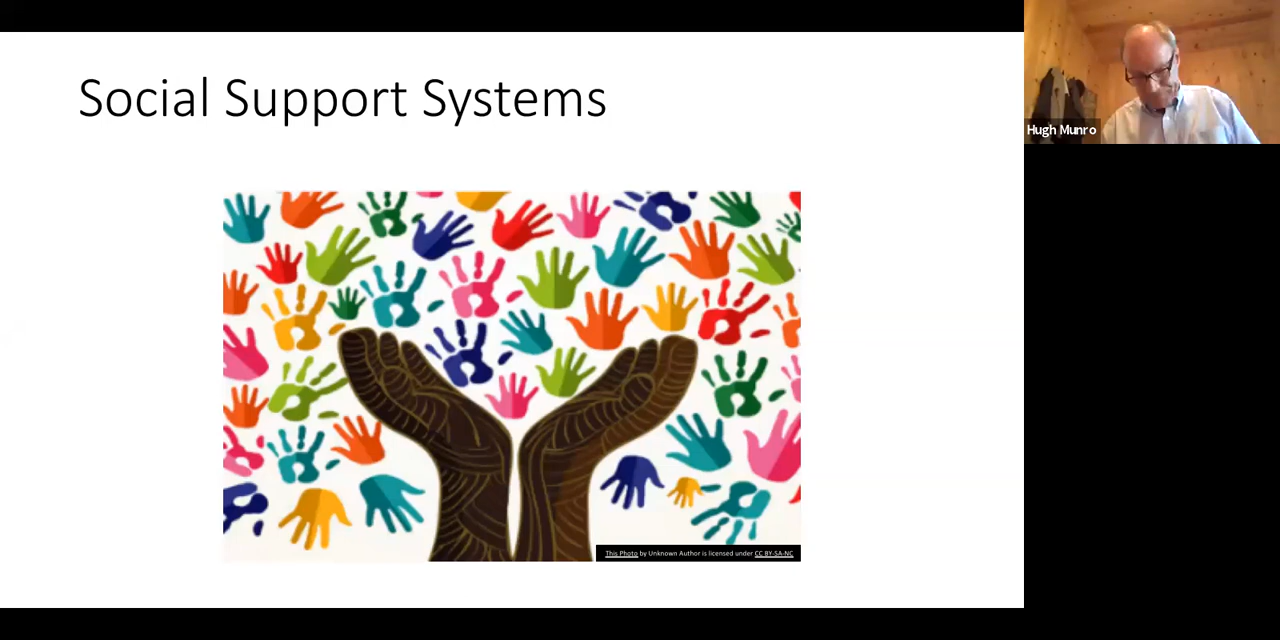 Social Support Systems
Hugh Munro
This Photo by Unknown Author is licensed under CC BY-SA-NC